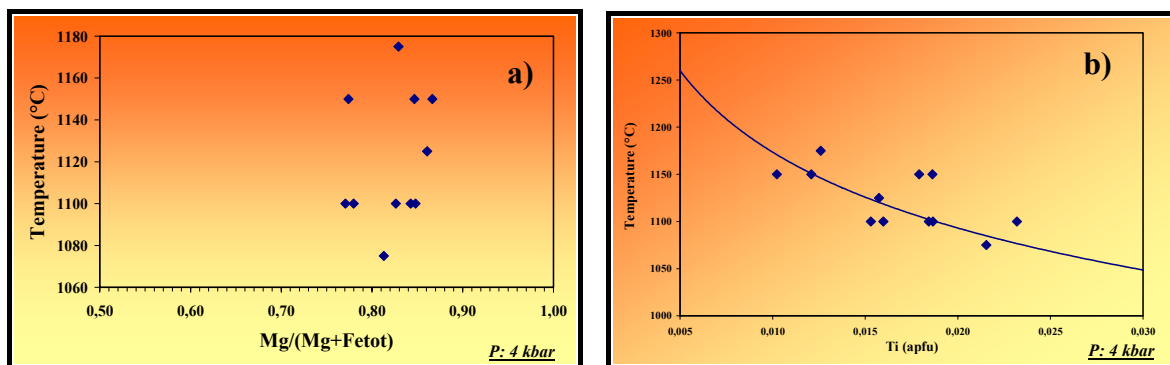 a)
Temperature (°C)
1180
1160
1140
1120
1100
1080
1060
0,50 0,60 0,70 0,80 0,90 1,00
Mg/(Mg+Fetot)
P: 4 kbar
b)
Temperature (°C)
1300
1250
1200
1150
1100
1050
1000
0,005 0,010 0,015 0,020 0,025 0,030
Ti (apfu)
P: 4 kbar